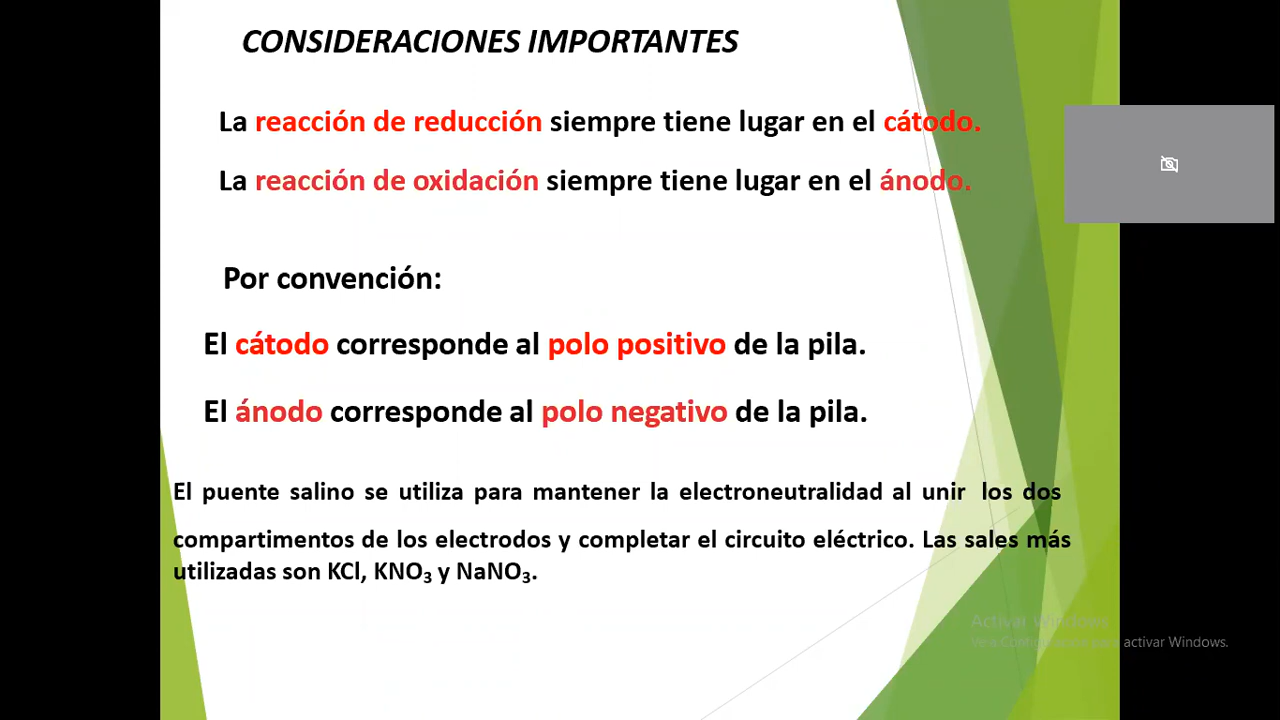 CONSIDERACIONES IMPORTANTES
La reacción de reducción siempre tiene lugar en el cátodo.
La reacción de oxidación siempre tiene lugar en el ánodo.
Por convención:
El cátodo corresponde al polo positivo de la pila.
El ánodo corresponde al polo negativo de la pila.
El puente salino se utiliza para mantener la electroneutralidad al unir los dos
compartimentos de los electrodos y completar el circuito eléctrico. Las sales más
utilizadas son KCl, KNO₃ y NaNO₃.
Activar Windows
Ve a Configuración para activar Windows.